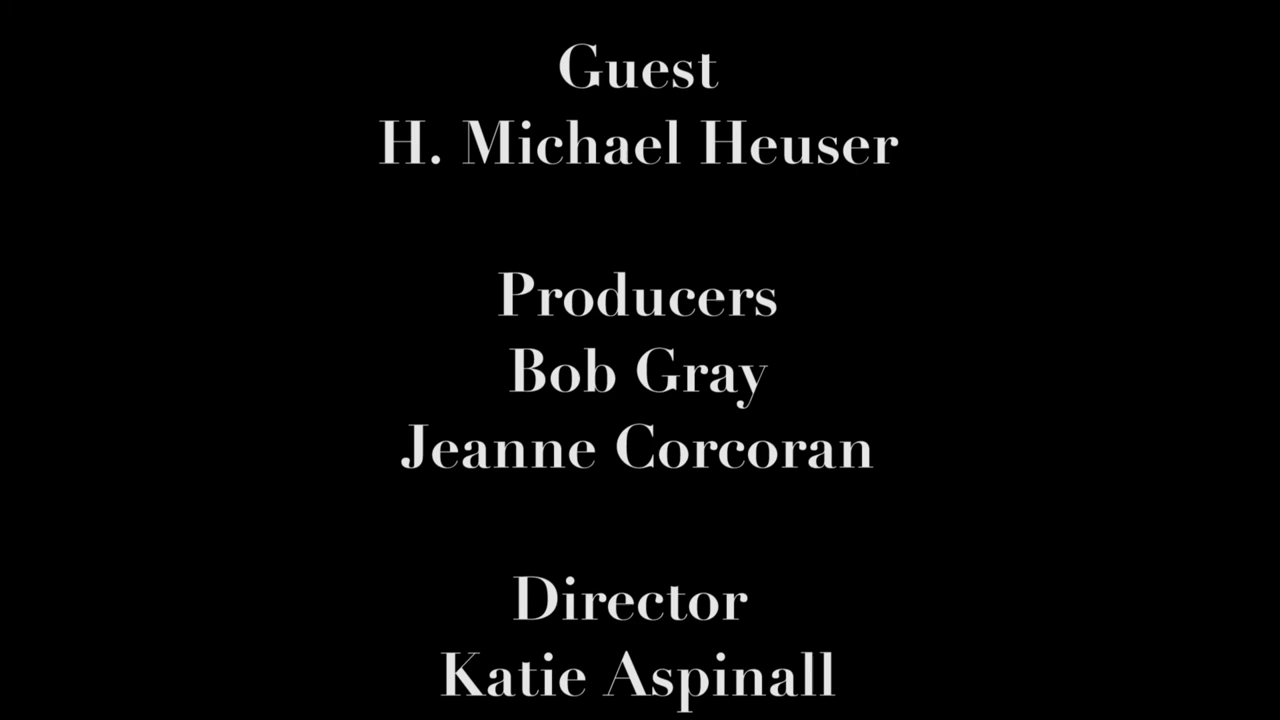 Guest
H. Michael Heuser
Producers
Bob Gray
Jeanne Corcoran
Director
Katie Aspinall